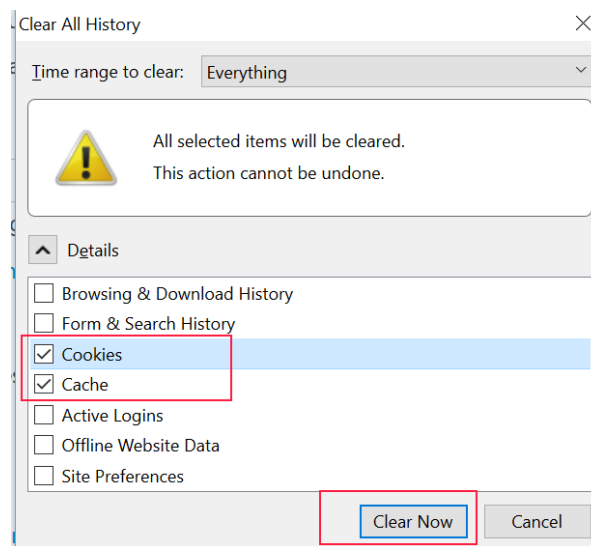 Clear All History
Time range to clear: Everything
All selected items will be cleared.
This action cannot be undone.
Details
Browsing & Download History
Form & Search History
Cookies
Cache
Active Logins
Offline Website Data
Site Preferences
Clear Now Cancel